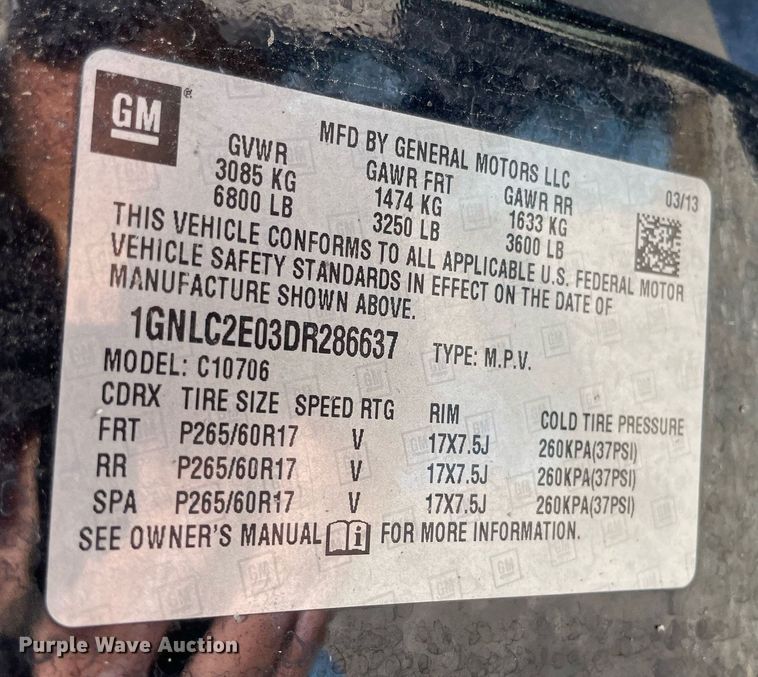 GM®
MFD BY GENERAL MOTORS LLC
03/13
GVWR GAWR FRT GAWR RR
3085 KG 1474 KG 1633 KG
6800 LB 3250 LB 3600 LB
THIS VEHICLE CONFORMS TO ALL APPLICABLE U.S. FEDERAL MOTOR
VEHICLE SAFETY STANDARDS IN EFFECT ON THE DATE OF
MANUFACTURE SHOWN ABOVE.
1GNLC2E03DR286637 TYPE: M.P.V.
MODEL: C10706
CDRX TIRE SIZE SPEED RTG RIM COLD TIRE PRESSURE
FRT P265/60R17 V 17X7.5J 260KPA(37PSI)
RR P265/60R17 V 17X7.5J 260KPA(37PSI)
SPA P265/60R17 V 17X7.5J 260KPA(37PSI)
SEE OWNER'S MANUAL i FOR MORE INFORMATION.
Purple Wave Auction